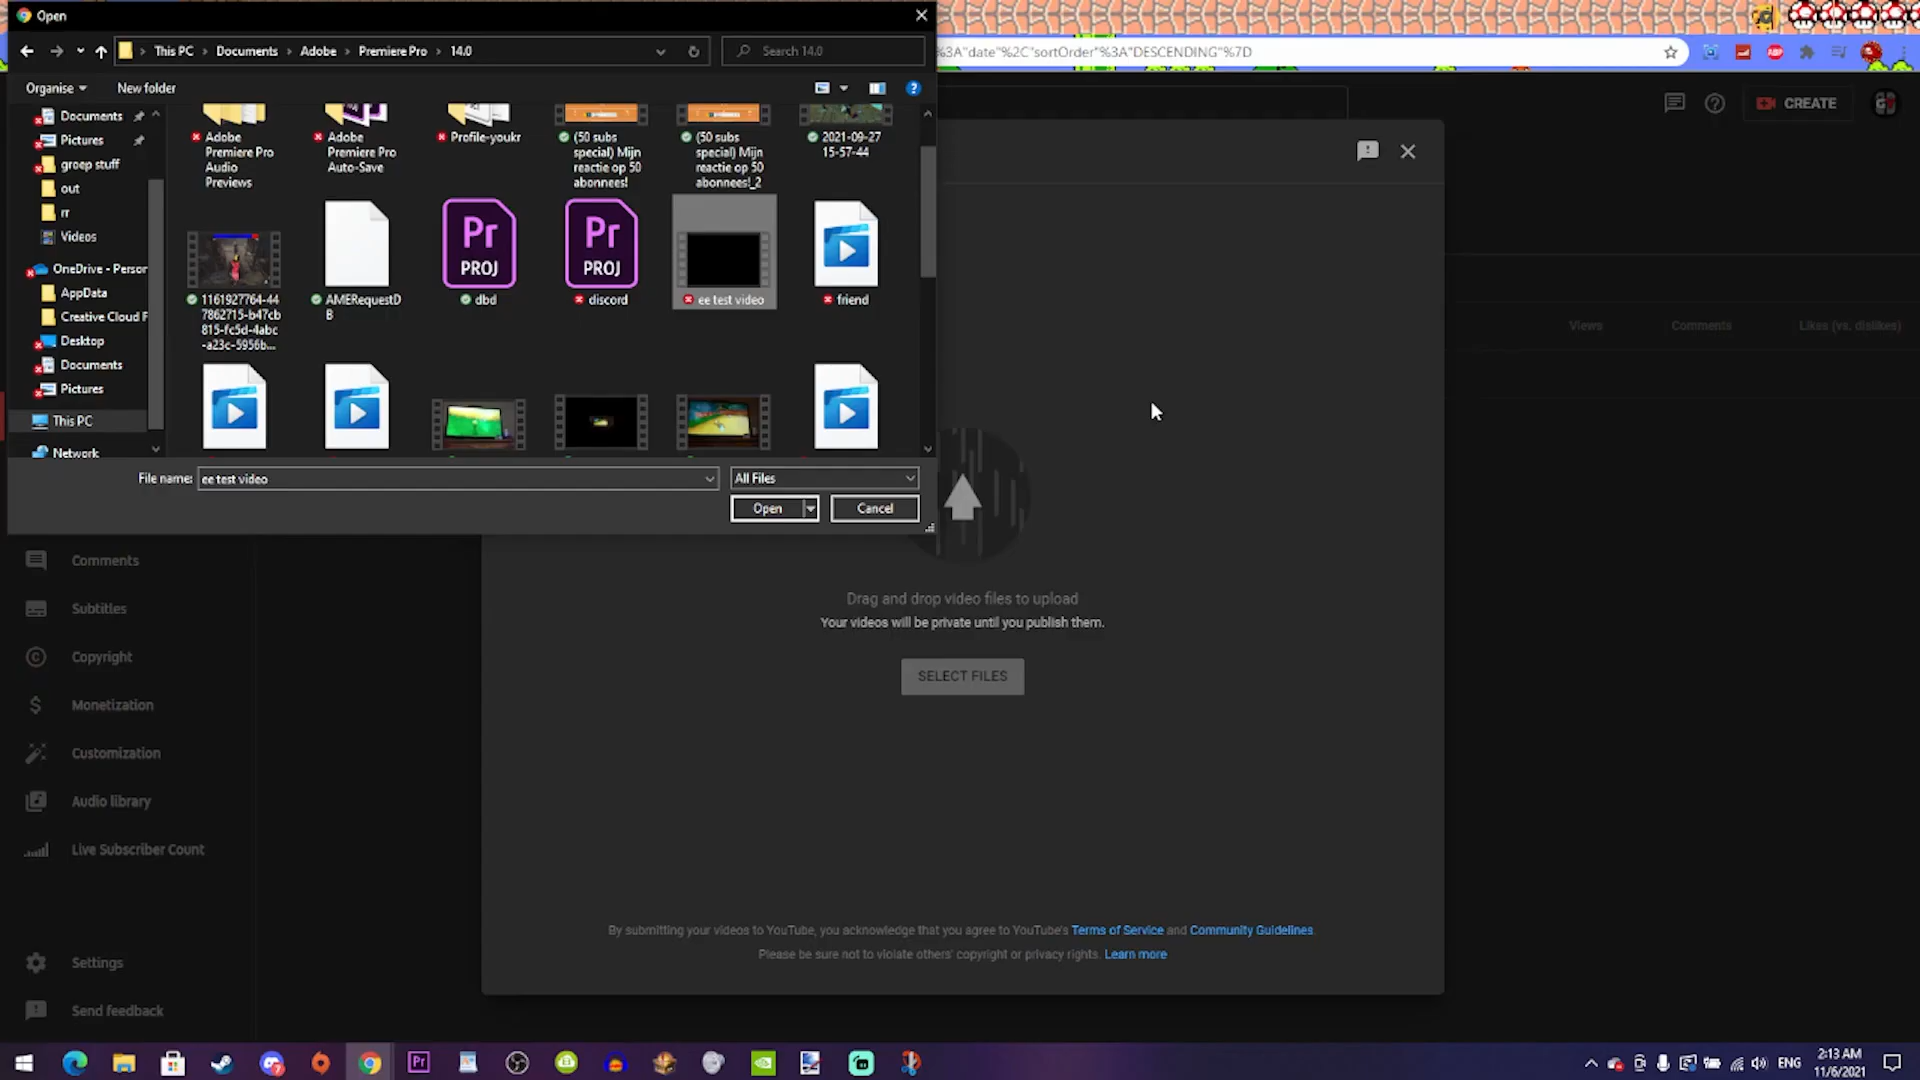 Open
This PC > Documents > Adobe > Premiere Pro > 14.0
Search 14.0
%3A"date"%2C"sortOrder"%3A"DESCENDING"%7D
Organise
New folder
CREATE
Documents
Pictures
groep stuff
out
rr
Videos
OneDrive - Person
AppData
Creative Cloud F
Desktop
Documents
Pictures
This PC
Network
Adobe
Premiere Pro
Audio
Previews
Adobe
Premiere Pro
Auto-Save
Profile-youkr
(50 subs
special) Mijn
reactie op 50
abonnees!
(50 subs
special) Mijn
reactie op 50
abonnees!_2
2021-09-27
15-57-44
1161927764-44
7862715-b47cb
815-fc5d-4abc
-a23c-5956b...
AMERequestD
B
Pr
PROJ
dbd
Pr
PROJ
discord
ee test video
friend
File name:
ee test video
All Files
Open
Cancel
Views
Comments
Likes (vs. dislikes)
Drag and drop video files to upload
Your videos will be private until you publish them.
SELECT FILES
By submitting your videos to YouTube, you acknowledge that you agree to YouTube's Terms of Service and Community Guidelines.
Please be sure not to violate others' copyright or privacy rights. Learn more
Comments
Subtitles
Copyright
Monetization
Customization
Audio library
Live Subscriber Count
Settings
Send feedback
Pr
ENG
2:13 AM
11/6/2021